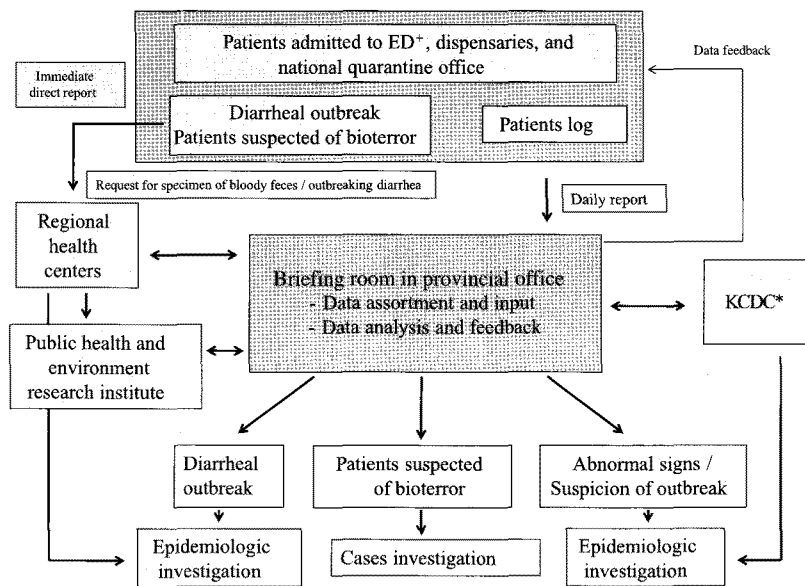 Patients admitted to ED+, dispensaries, and
national quarantine office
Data feedback
Immediate
direct report
Diarrheal outbreak
Patients suspected of bioterror
Patients log
Request for specimen of bloody feces / outbreaking diarrhea
Daily report
Regional
health
centers
Briefing room in provincial office
- Data assortment and input
- Data analysis and feedback
KCDC*
Public health and
environment
research institute
Diarrheal
outbreak
Patients suspected
of bioterror
Abnormal signs /
Suspicion of outbreak
Epidemiologic
investigation
Cases investigation
Epidemiologic
investigation